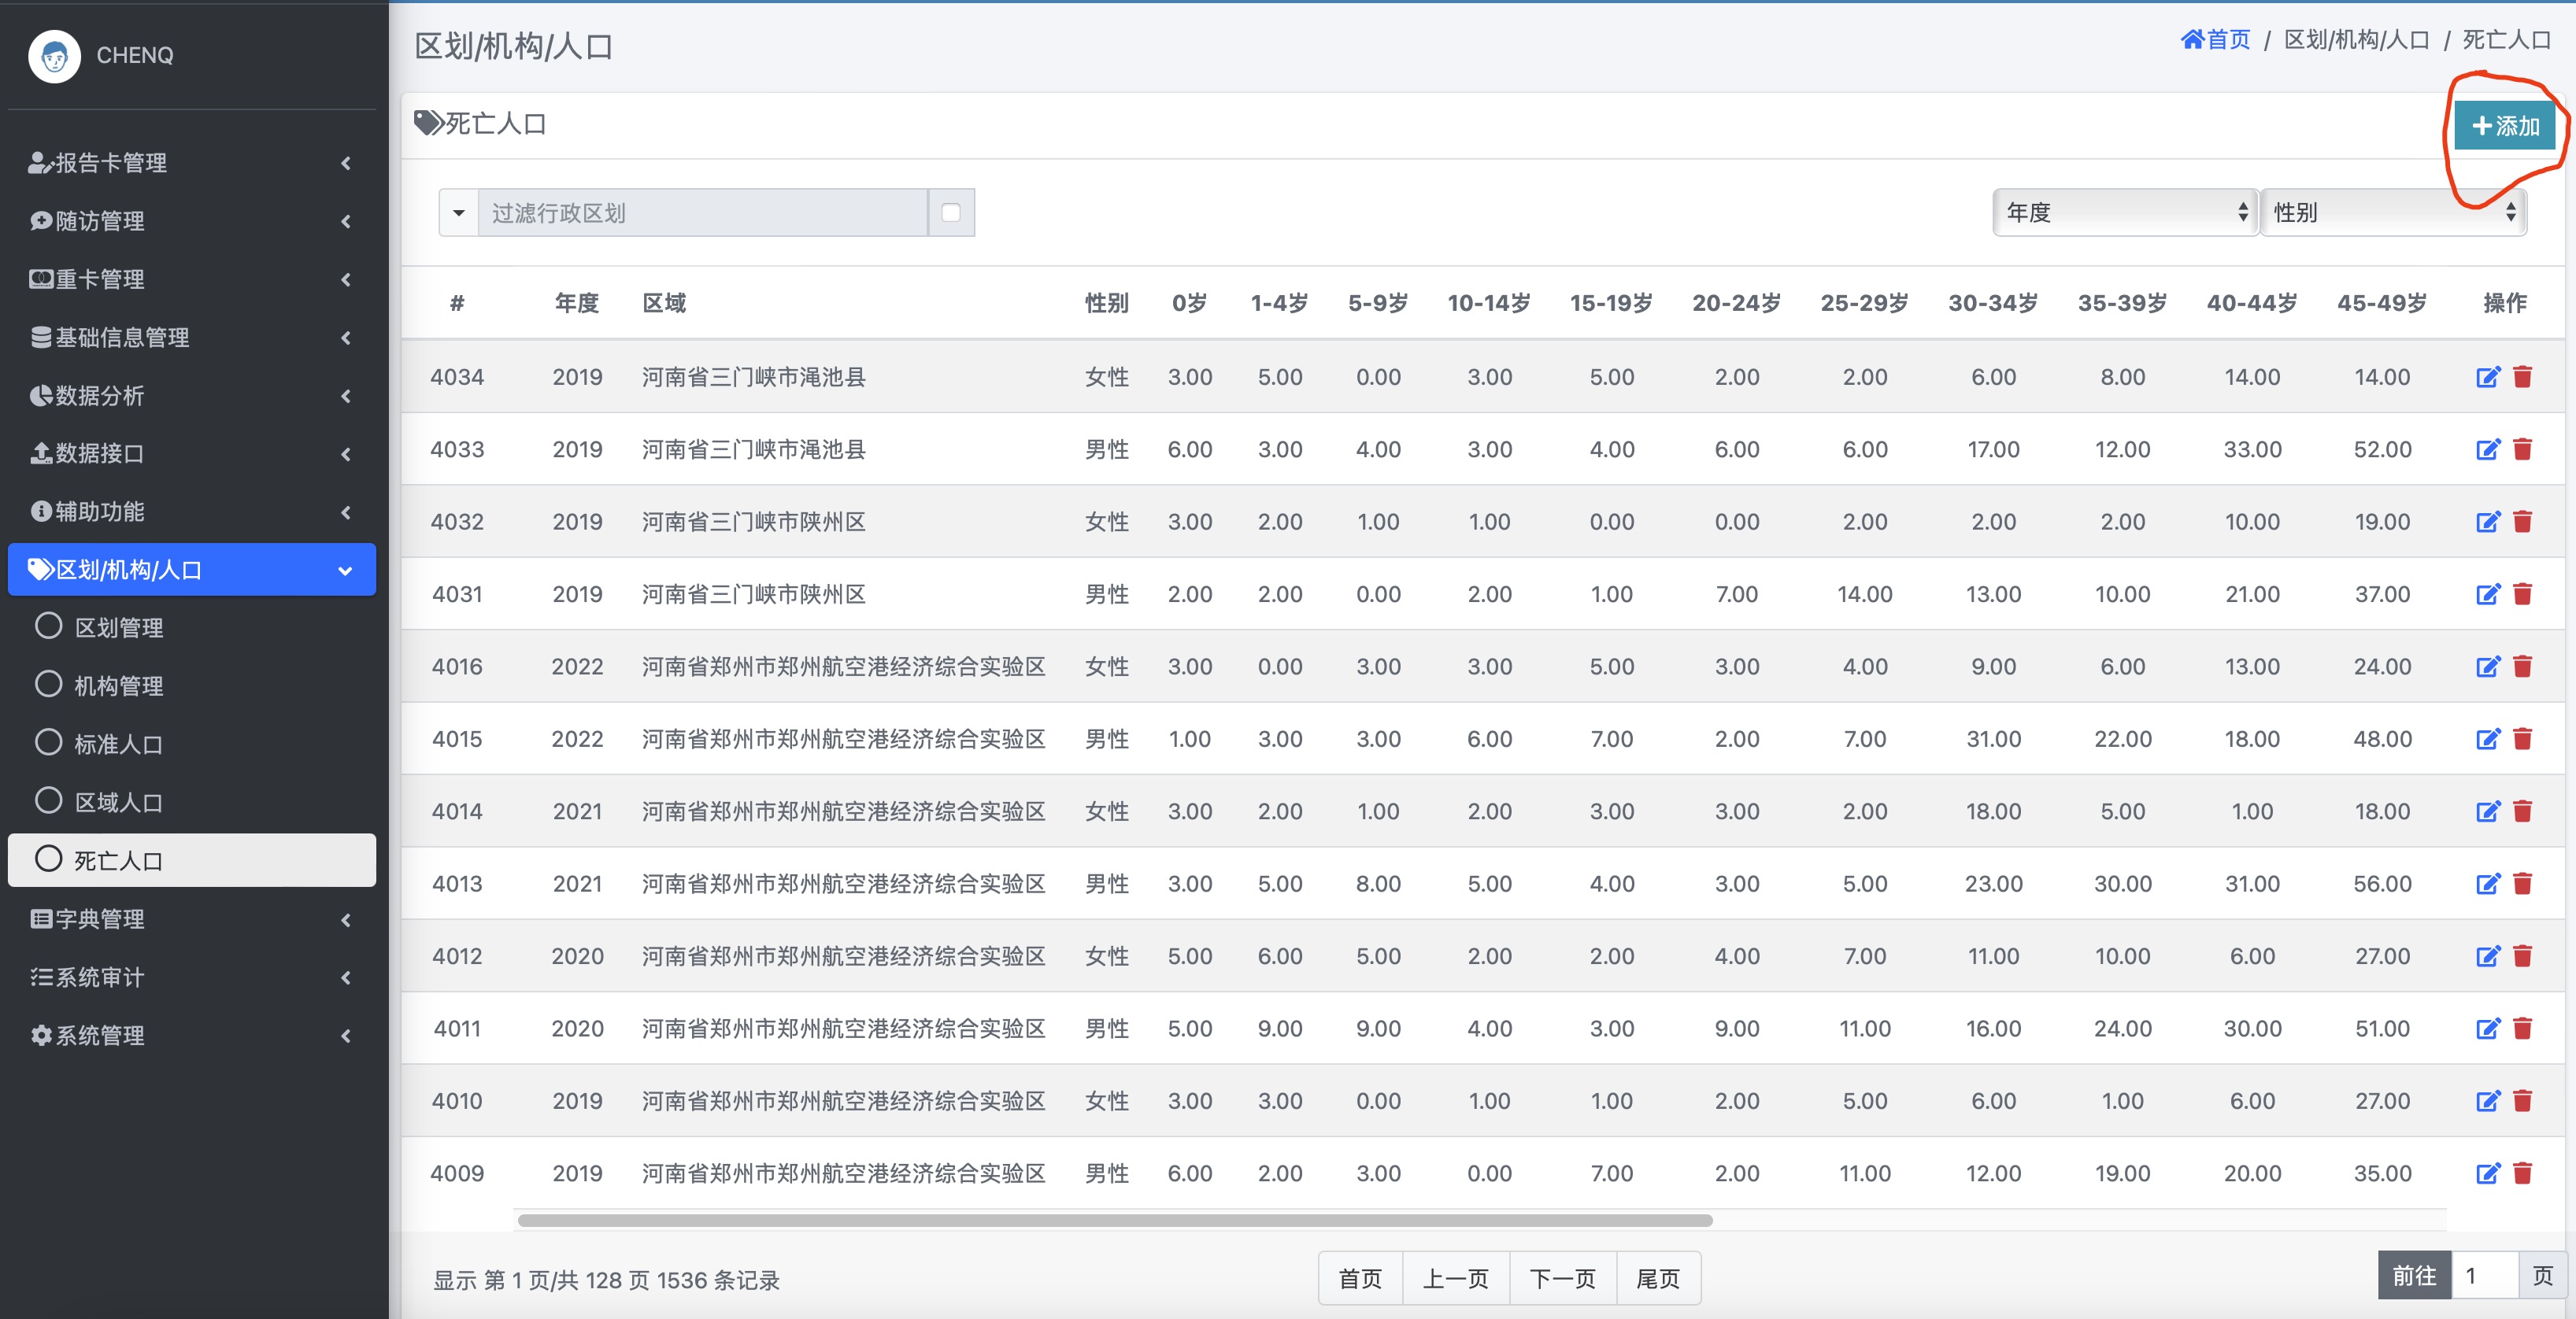 CHENQ
报告卡管理
随访管理
重卡管理
基础信息管理
数据分析
数据接口
辅助功能
区划/机构/人口
区划管理
机构管理
标准人口
区域人口
死亡人口
字典管理
系统审计
系统管理
区划/机构/人口
首页 / 区划/机构/人口 / 死亡人口
死亡人口
添加
过滤行政区划
年度 性别
# 年度 区域 性别 0岁 1-4岁 5-9岁 10-14岁 15-19岁 20-24岁 25-29岁 30-34岁 35-39岁 40-44岁 45-49岁 操作
4034 2019 河南省三门峡市渑池县 女性 3.00 5.00 0.00 3.00 5.00 2.00 2.00 6.00 8.00 14.00 14.00
4033 2019 河南省三门峡市渑池县 男性 6.00 3.00 4.00 3.00 4.00 6.00 6.00 17.00 12.00 33.00 52.00
4032 2019 河南省三门峡市陕州区 女性 3.00 2.00 1.00 1.00 0.00 0.00 2.00 2.00 2.00 10.00 19.00
4031 2019 河南省三门峡市陕州区 男性 2.00 2.00 0.00 2.00 1.00 7.00 14.00 13.00 10.00 21.00 37.00
4016 2022 河南省郑州市郑州航空港经济综合实验区 女性 3.00 0.00 3.00 3.00 5.00 3.00 4.00 9.00 6.00 13.00 24.00
4015 2022 河南省郑州市郑州航空港经济综合实验区 男性 1.00 3.00 3.00 6.00 7.00 2.00 7.00 31.00 22.00 18.00 48.00
4014 2021 河南省郑州市郑州航空港经济综合实验区 女性 3.00 2.00 1.00 2.00 3.00 3.00 2.00 18.00 5.00 1.00 18.00
4013 2021 河南省郑州市郑州航空港经济综合实验区 男性 3.00 5.00 8.00 5.00 4.00 3.00 5.00 23.00 30.00 31.00 56.00
4012 2020 河南省郑州市郑州航空港经济综合实验区 女性 5.00 6.00 5.00 2.00 2.00 4.00 7.00 11.00 10.00 6.00 27.00
4011 2020 河南省郑州市郑州航空港经济综合实验区 男性 5.00 9.00 9.00 4.00 3.00 9.00 11.00 16.00 24.00 30.00 51.00
4010 2019 河南省郑州市郑州航空港经济综合实验区 女性 3.00 3.00 0.00 1.00 1.00 2.00 5.00 6.00 1.00 6.00 27.00
4009 2019 河南省郑州市郑州航空港经济综合实验区 男性 6.00 2.00 3.00 0.00 7.00 2.00 11.00 12.00 19.00 20.00 35.00
显示 第 1 页/共 128 页 1536 条记录
首页 上一页 下一页 尾页
前往 1 页